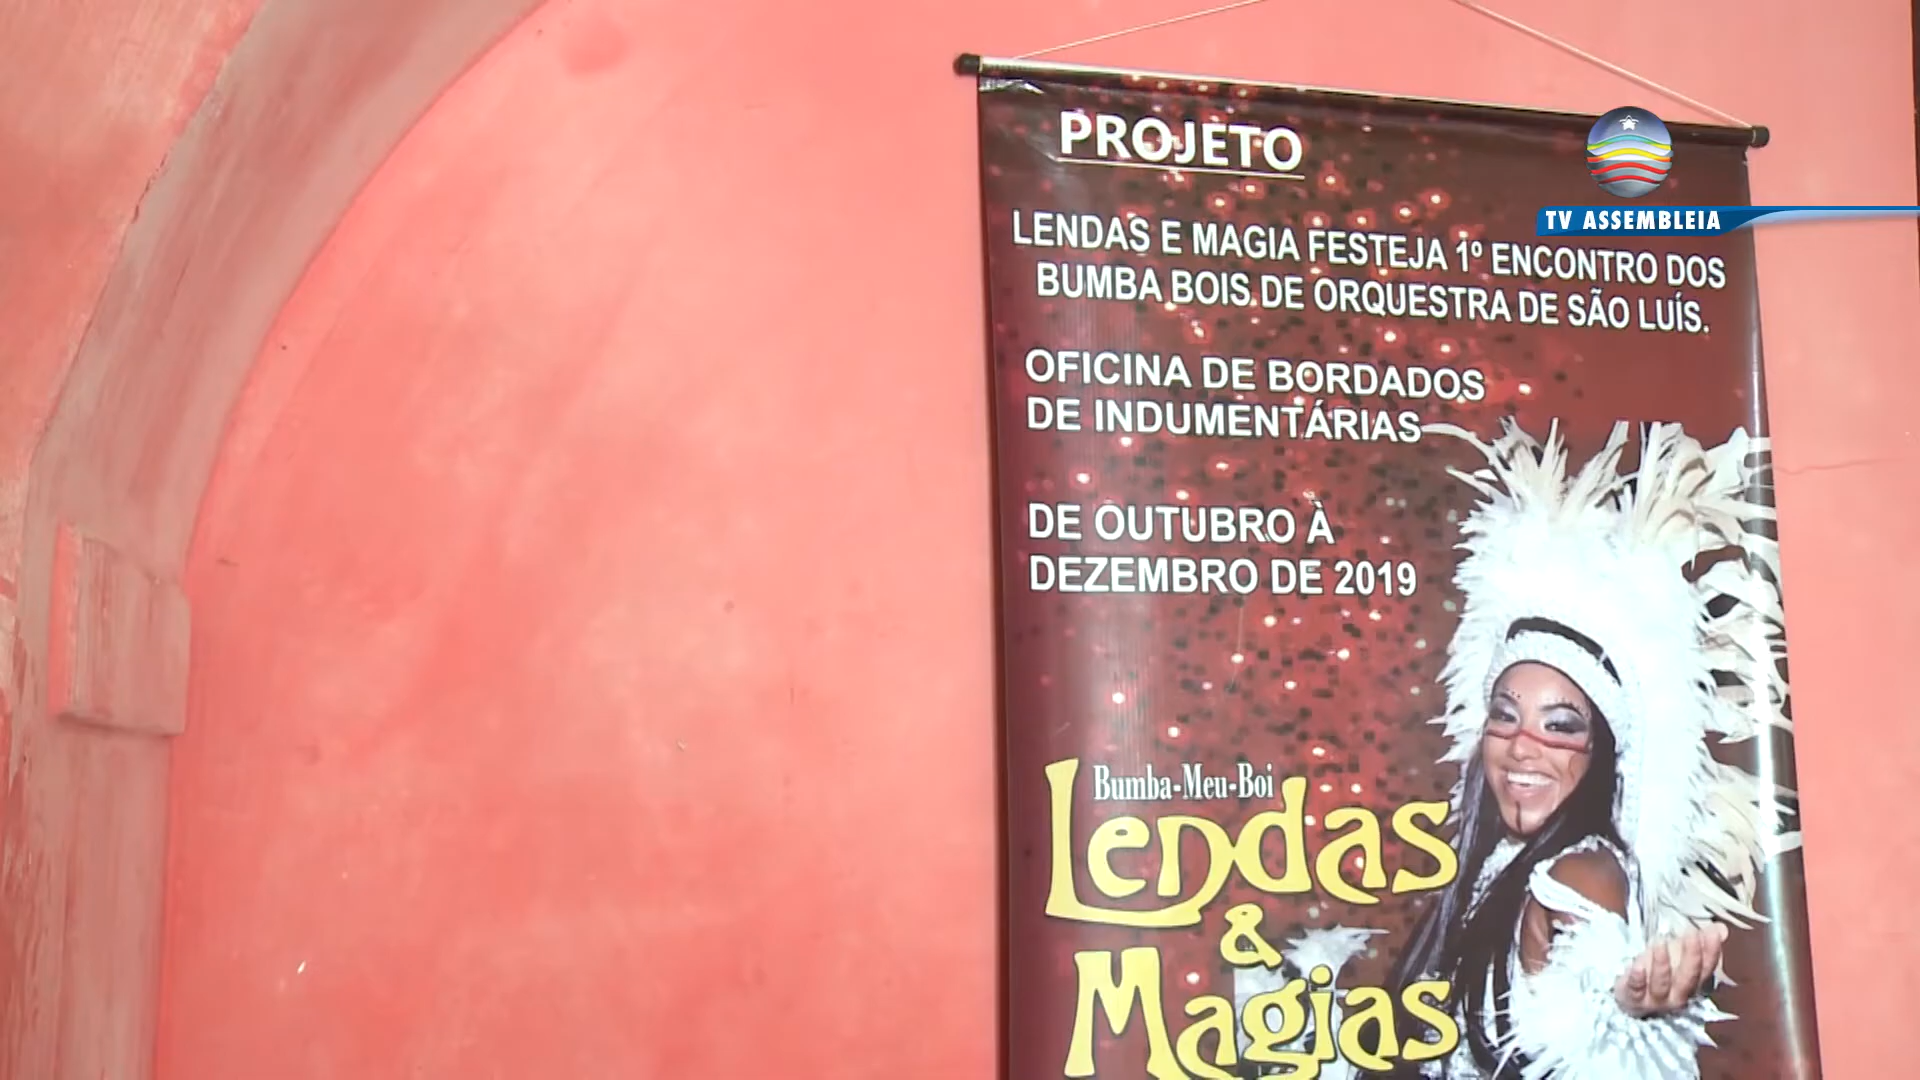 PROJETO
TV ASSEMBLEIA
LENDAS E MAGIA FESTEJA 1º ENCONTRO DOS
BUMBA BOIS DE ORQUESTRA DE SÃO LUÍS.
OFICINA DE BORDADOS
DE INDUMENTÁRIAS
DE OUTUBRO À
DEZEMBRO DE 2019
Bumba-Meu-Boi
Lendas
&
Magias